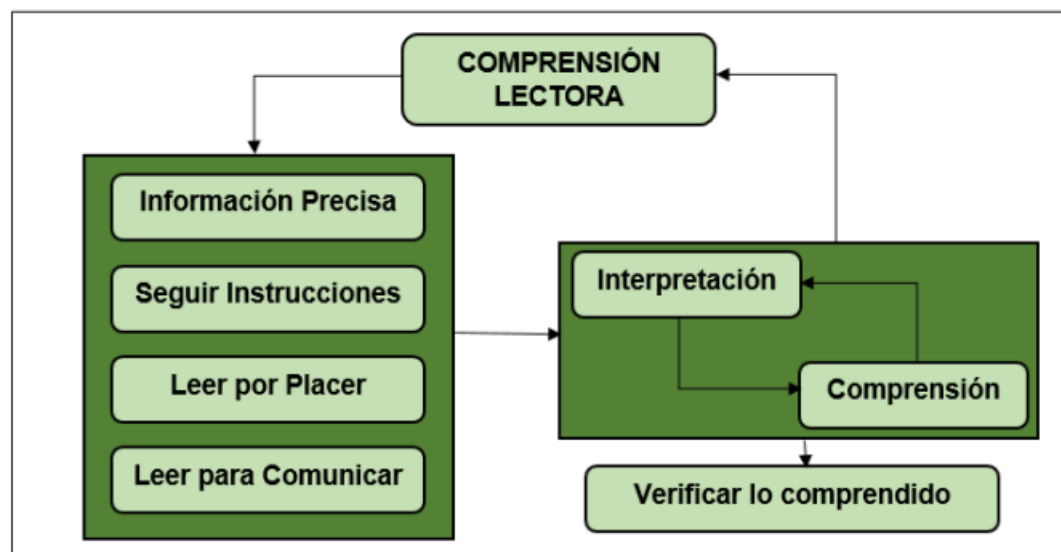 COMPRENSIÓN
LECTORA
Información Precisa
Seguir Instrucciones
Leer por Placer
Leer para Comunicar
Interpretación
Comprensión
Verificar lo comprendido